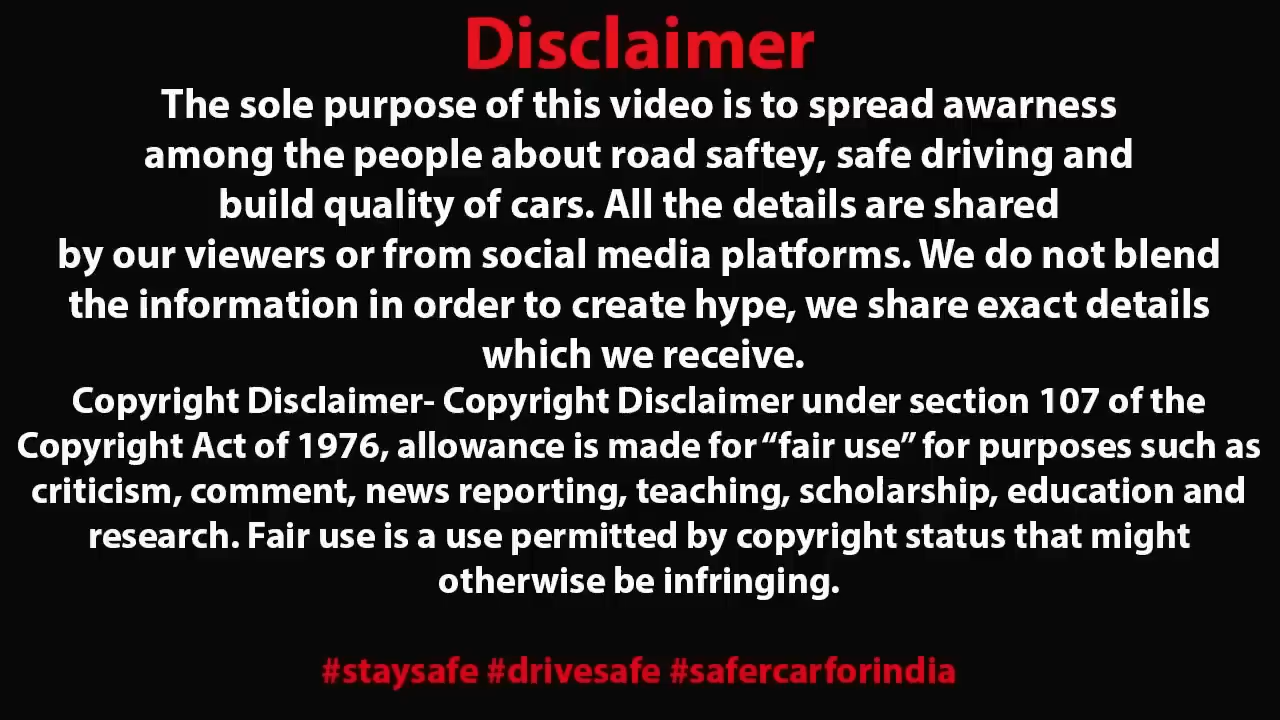 Disclaimer
The sole purpose of this video is to spread awarness
among the people about road saftey, safe driving and
build quality of cars. All the details are shared
by our viewers or from social media platforms. We do not blend
the information in order to create hype, we share exact details
which we receive.
Copyright Disclaimer- Copyright Disclaimer under section 107 of the
Copyright Act of 1976, allowance is made for “fair use” for purposes such as
criticism, comment, news reporting, teaching, scholarship, education and
research. Fair use is a use permitted by copyright status that might
otherwise be infringing.
#staysafe #drivesafe #safercarforindia